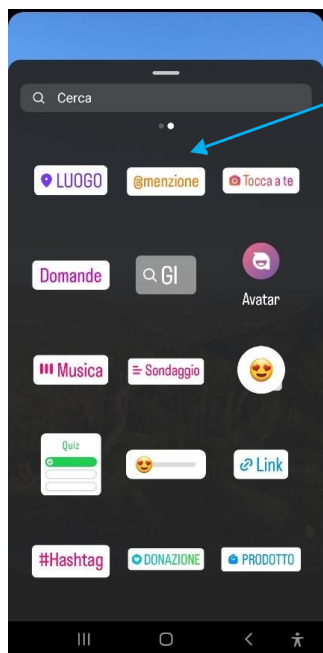 Cerca
LUOGO @menzione Tocca a te
Domande GI
Avatar
Musica Sondaggio
Quiz
Link
#Hashtag DONAZIONE PRODOTTO